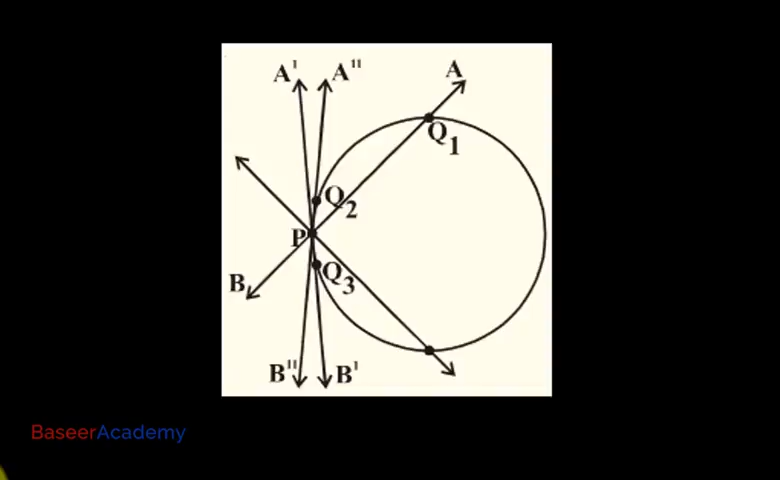 A' A'' A
Q1
Q2
P
B Q3
B'' B'
BaseerAcademy